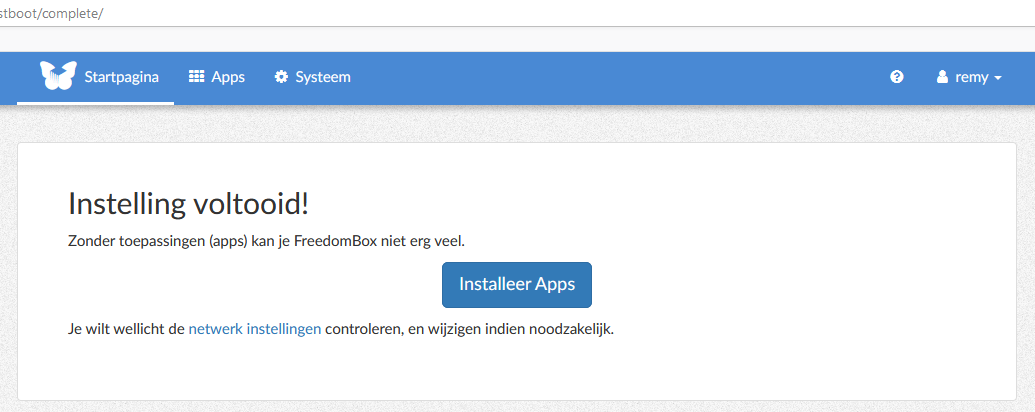 stboot/complete/
Startpagina Apps Systeem remy
Instelling voltooid!
Zonder toepassingen (apps) kan je FreedomBox niet erg veel.
Installeer Apps
Je wilt wellicht de netwerk instellingen controleren, en wijzigen indien noodzakelijk.